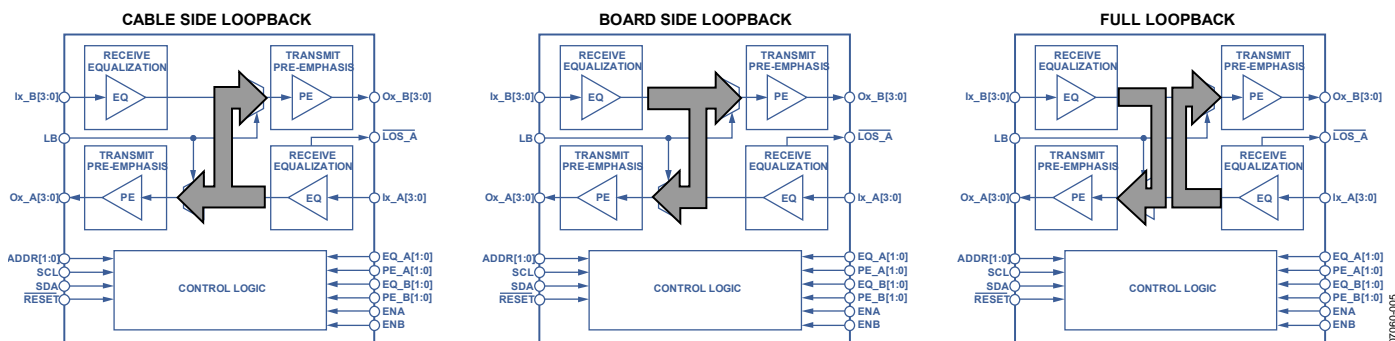 CABLE SIDE LOOPBACK
RECEIVE
EQUALIZATION
TRANSMIT
PRE-EMPHASIS
Ix_B[3:0]
EQ
PE
Ox_B[3:0]
LB
LOS_A
TRANSMIT
PRE-EMPHASIS
RECEIVE
EQUALIZATION
Ox_A[3:0]
PE
EQ
Ix_A[3:0]
ADDR[1:0]
SCL
SDA
RESET
CONTROL LOGIC
EQ_A[1:0]
PE_A[1:0]
EQ_B[1:0]
PE_B[1:0]
ENA
ENB
BOARD SIDE LOOPBACK
RECEIVE
EQUALIZATION
TRANSMIT
PRE-EMPHASIS
Ix_B[3:0]
EQ
PE
Ox_B[3:0]
LB
LOS_A
TRANSMIT
PRE-EMPHASIS
RECEIVE
EQUALIZATION
Ox_A[3:0]
PE
EQ
Ix_A[3:0]
ADDR[1:0]
SCL
SDA
RESET
CONTROL LOGIC
EQ_A[1:0]
PE_A[1:0]
EQ_B[1:0]
PE_B[1:0]
ENA
ENB
FULL LOOPBACK
RECEIVE
EQUALIZATION
TRANSMIT
PRE-EMPHASIS
Ix_B[3:0]
EQ
PE
Ox_B[3:0]
LB
LOS_A
TRANSMIT
PRE-EMPHASIS
RECEIVE
EQUALIZATION
Ox_A[3:0]
PE
EQ
Ix_A[3:0]
ADDR[1:0]
SCL
SDA
RESET
CONTROL LOGIC
EQ_A[1:0]
PE_A[1:0]
EQ_B[1:0]
PE_B[1:0]
ENA
ENB
07060-005